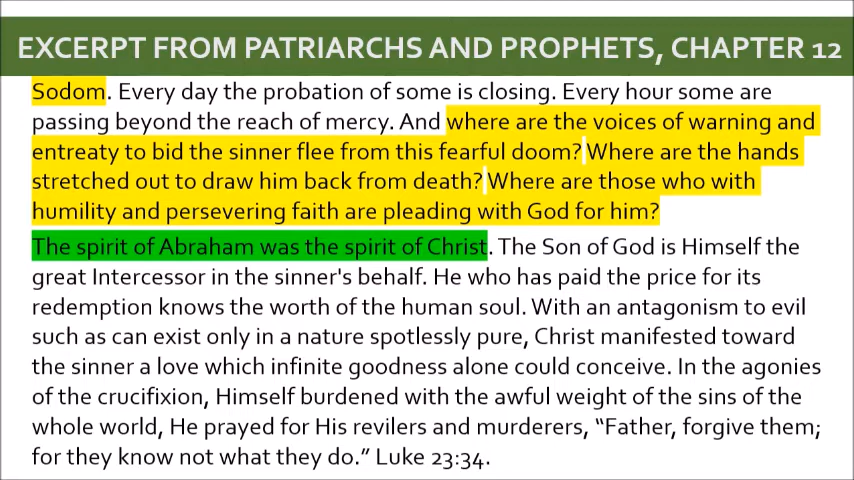 EXCERPT FROM PATRIARCHS AND PROPHETS, CHAPTER 12
Sodom. Every day the probation of some is closing. Every hour some are
passing beyond the reach of mercy. And where are the voices of warning and
entreaty to bid the sinner flee from this fearful doom? Where are the hands
stretched out to draw him back from death? Where are those who with
humility and persevering faith are pleading with God for him?
The spirit of Abraham was the spirit of Christ. The Son of God is Himself the
great Intercessor in the sinner's behalf. He who has paid the price for its
redemption knows the worth of the human soul. With an antagonism to evil
such as can exist only in a nature spotlessly pure, Christ manifested toward
the sinner a love which infinite goodness alone could conceive. In the agonies
of the crucifixion, Himself burdened with the awful weight of the sins of the
whole world, He prayed for His revilers and murderers, “Father, forgive them;
for they know not what they do.” Luke 23:34.